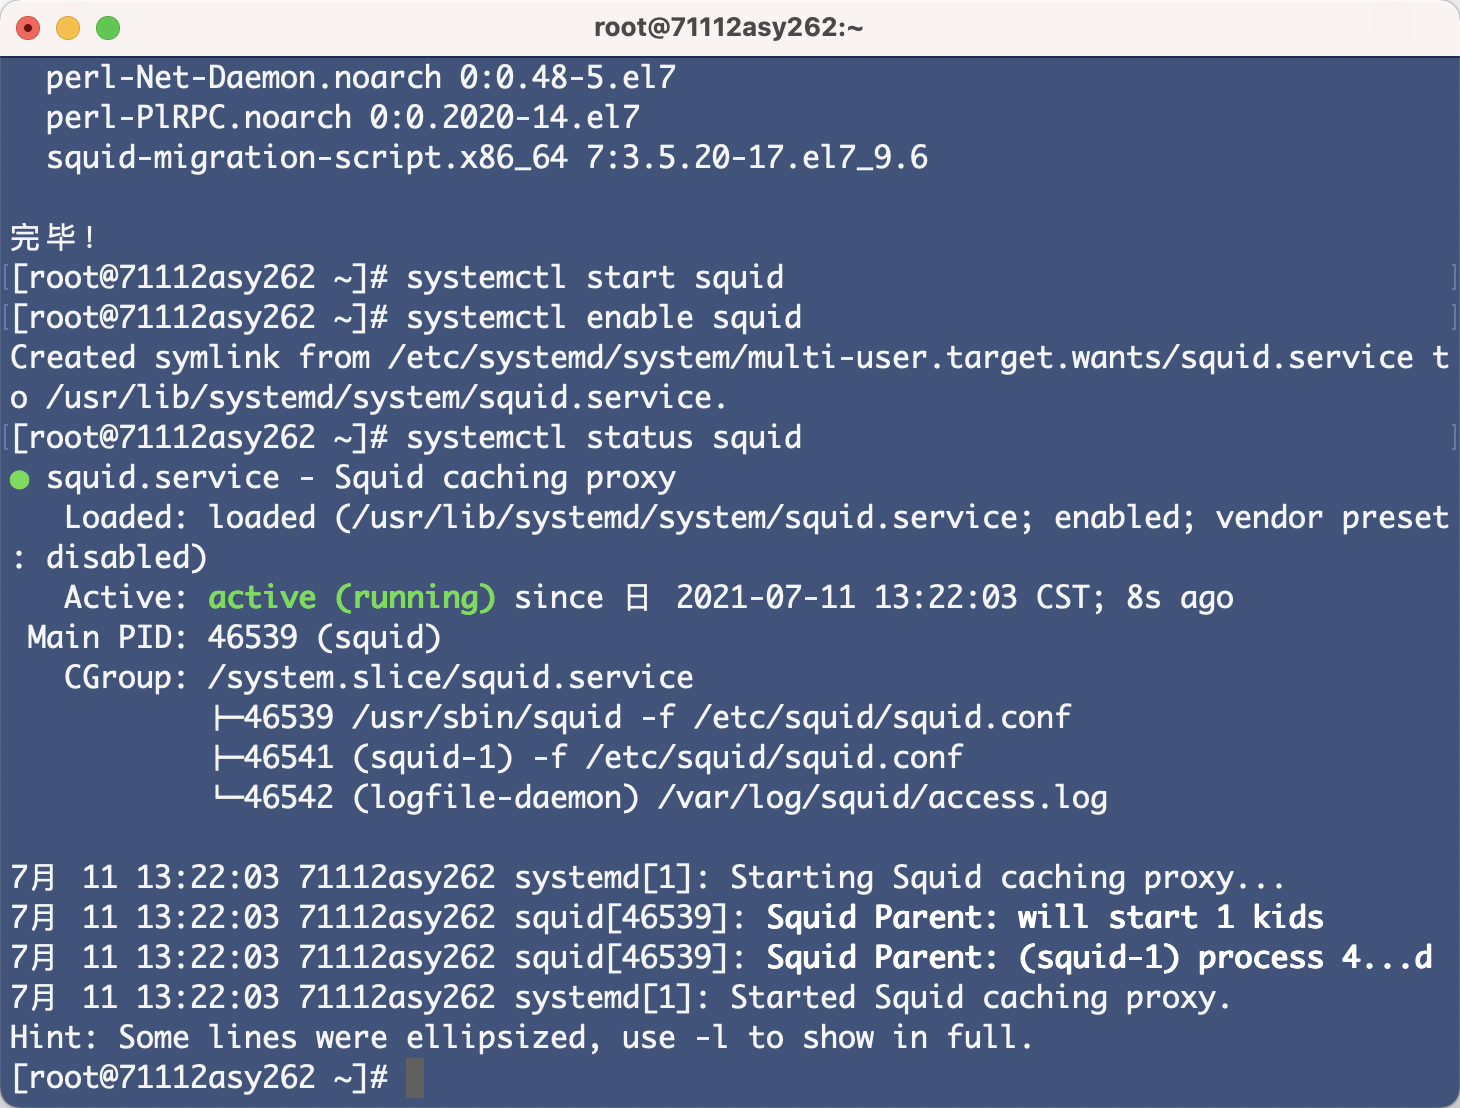 root@71112asy262:~
perl-Net-Daemon.noarch 0:0.48-5.el7
perl-PlRPC.noarch 0:0.2020-14.el7
squid-migration-script.x86_64 7:3.5.20-17.el7_9.6
完毕！
[root@71112asy262 ~]# systemctl start squid
[root@71112asy262 ~]# systemctl enable squid
Created symlink from /etc/systemd/system/multi-user.target.wants/squid.service t
o /usr/lib/systemd/system/squid.service.
[root@71112asy262 ~]# systemctl status squid
● squid.service - Squid caching proxy
Loaded: loaded (/usr/lib/systemd/system/squid.service; enabled; vendor preset
: disabled)
Active: active (running) since 日 2021-07-11 13:22:03 CST; 8s ago
Main PID: 46539 (squid)
CGroup: /system.slice/squid.service
├─46539 /usr/sbin/squid -f /etc/squid/squid.conf
├─46541 (squid-1) -f /etc/squid/squid.conf
└─46542 (logfile-daemon) /var/log/squid/access.log
7月 11 13:22:03 71112asy262 systemd[1]: Starting Squid caching proxy...
7月 11 13:22:03 71112asy262 squid[46539]: Squid Parent: will start 1 kids
7月 11 13:22:03 71112asy262 squid[46539]: Squid Parent: (squid-1) process 4...d
7月 11 13:22:03 71112asy262 systemd[1]: Started Squid caching proxy.
Hint: Some lines were ellipsized, use -l to show in full.
[root@71112asy262 ~]#